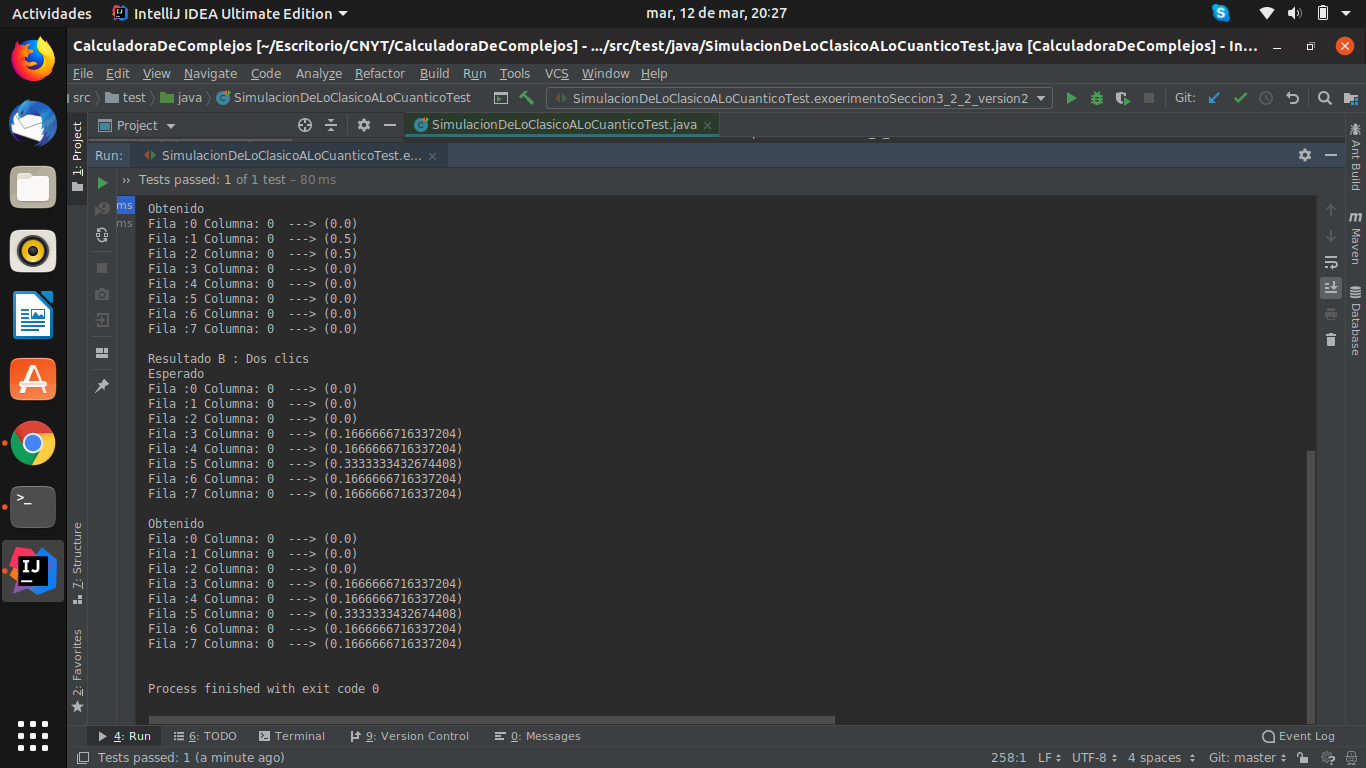 Actividades
IntelliJ IDEA Ultimate Edition
mar, 12 de mar, 20:27
CalculadoraDeComplejos [~/Escritorio/CNYT/CalculadoraDeComplejos] - .../src/test/java/SimulacionDeLoClasicoALoCuanticoTest.java [CalculadoraDeComplejos] - In...
File Edit View Navigate Code Analyze Refactor Build Run Tools VCS Window Help
src test java SimulacionDeLoClasicoALoCuanticoTest
SimulacionDeLoClasicoALoCuanticoTest.exoerimentoSeccion3_2_2_version2
Git:
Project
SimulacionDeLoClasicoALoCuanticoTest.java
Run: SimulacionDeLoClasicoALoCuanticoTest.e...
›› Tests passed: 1 of 1 test – 80 ms
ms
ms
Obtenido
Fila :0 Columna: 0 ---> (0.0)
Fila :1 Columna: 0 ---> (0.5)
Fila :2 Columna: 0 ---> (0.5)
Fila :3 Columna: 0 ---> (0.0)
Fila :4 Columna: 0 ---> (0.0)
Fila :5 Columna: 0 ---> (0.0)
Fila :6 Columna: 0 ---> (0.0)
Fila :7 Columna: 0 ---> (0.0)
Resultado B : Dos clics
Esperado
Fila :0 Columna: 0 ---> (0.0)
Fila :1 Columna: 0 ---> (0.0)
Fila :2 Columna: 0 ---> (0.0)
Fila :3 Columna: 0 ---> (0.1666666716337204)
Fila :4 Columna: 0 ---> (0.1666666716337204)
Fila :5 Columna: 0 ---> (0.3333333432674408)
Fila :6 Columna: 0 ---> (0.1666666716337204)
Fila :7 Columna: 0 ---> (0.1666666716337204)
Obtenido
Fila :0 Columna: 0 ---> (0.0)
Fila :1 Columna: 0 ---> (0.0)
Fila :2 Columna: 0 ---> (0.0)
Fila :3 Columna: 0 ---> (0.1666666716337204)
Fila :4 Columna: 0 ---> (0.1666666716337204)
Fila :5 Columna: 0 ---> (0.3333333432674408)
Fila :6 Columna: 0 ---> (0.1666666716337204)
Fila :7 Columna: 0 ---> (0.1666666716337204)
Process finished with exit code 0
1: Project
7: Structure
2: Favorites
Ant Build
m Maven
Database
>_
IJ
4: Run 6: TODO Terminal 9: Version Control 0: Messages Event Log
Tests passed: 1 (a minute ago)
258:1 LF UTF-8 4 spaces Git: master